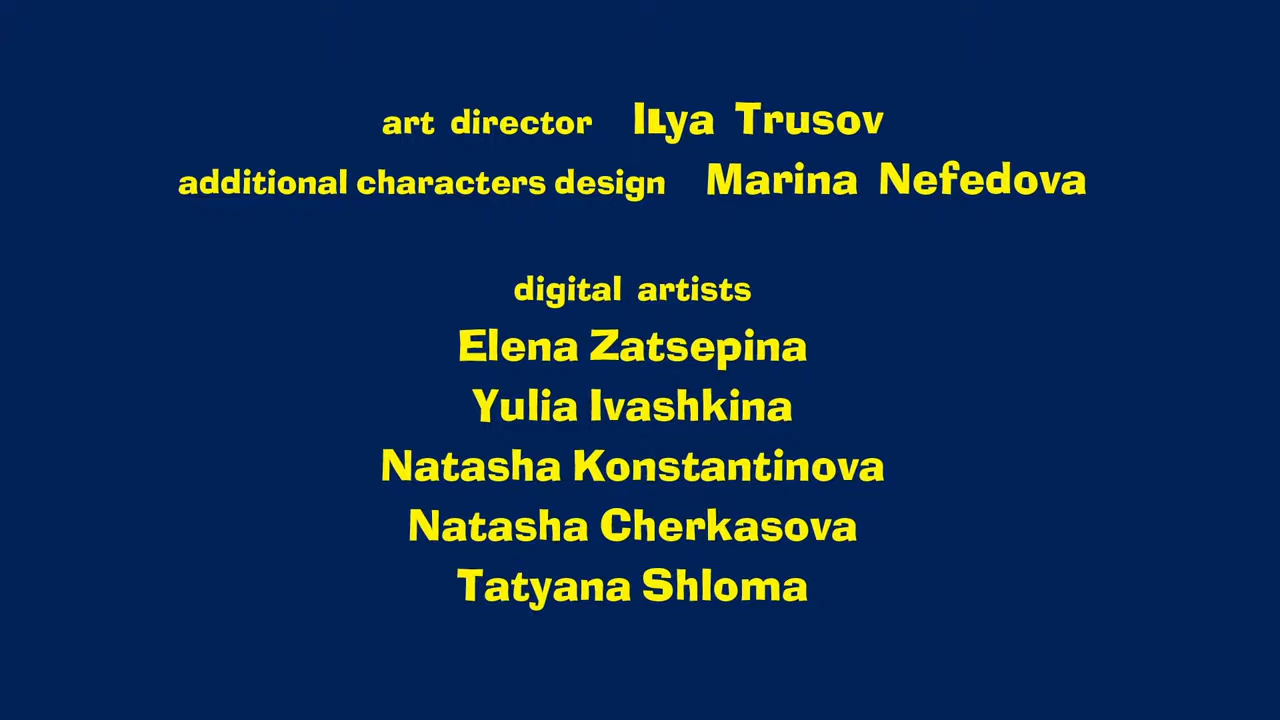 art director ILya Trusov
additional characters design Marina Nefedova
digital artists
Elena Zatsepina
Yulia Ivashkina
Natasha Konstantinova
Natasha Cherkasova
Tatyana Shloma